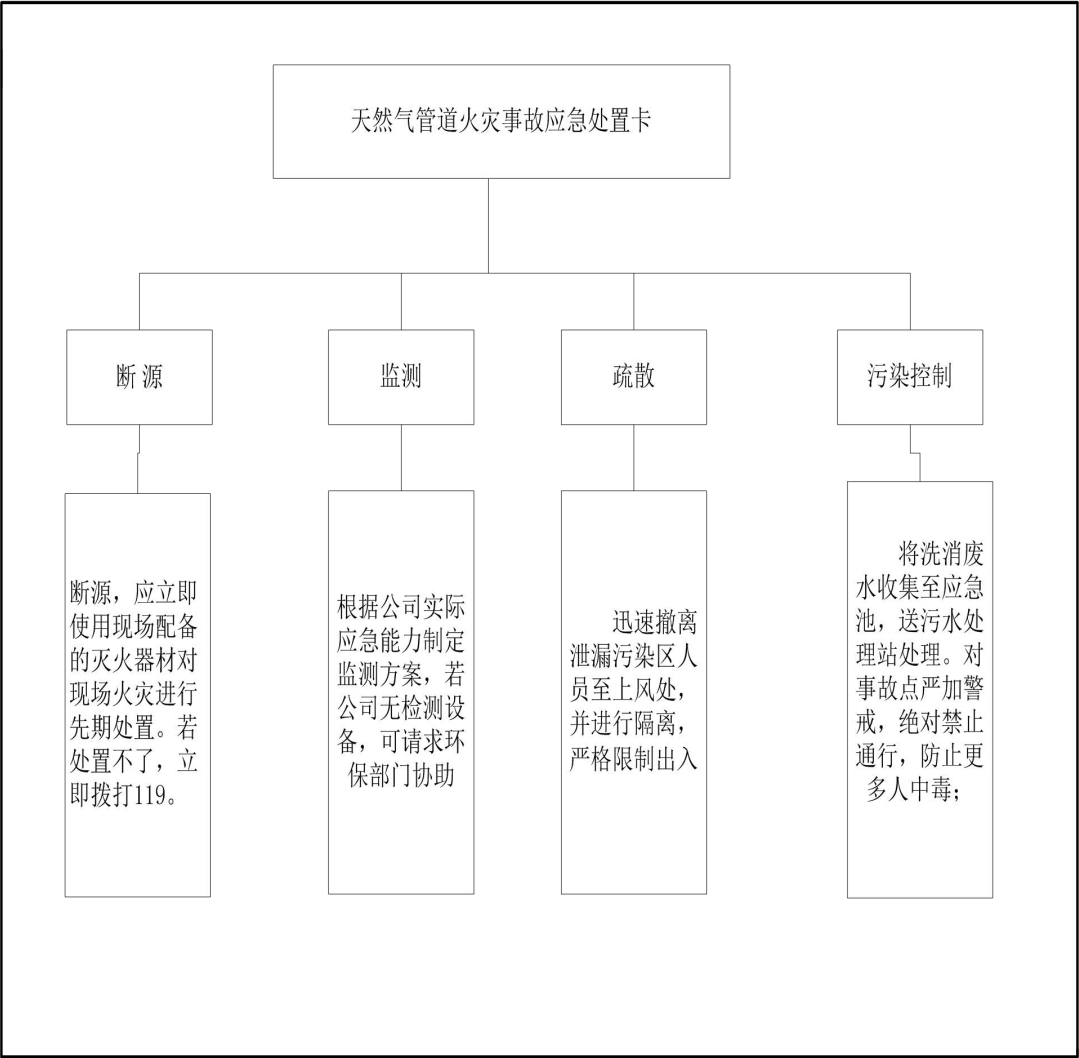 天然气管道火灾事故应急处置卡
断 源
监测
疏散
污染控制
断源，应立即
使用现场配备
的灭火器材对
现场火灾进行
先期处置。若
处置不了，立
即拨打119。
根据公司实际
应急能力制定
监测方案，若
公司无检测设
备，可请求环
保部门协助
迅速撤离
泄漏污染区人
员至上风处，
并进行隔离，
严格限制出入
将洗消废
水收集至应急
池，送污水处
理站处理。对
事故点严加警
戒，绝对禁止
通行，防止更
多人中毒；